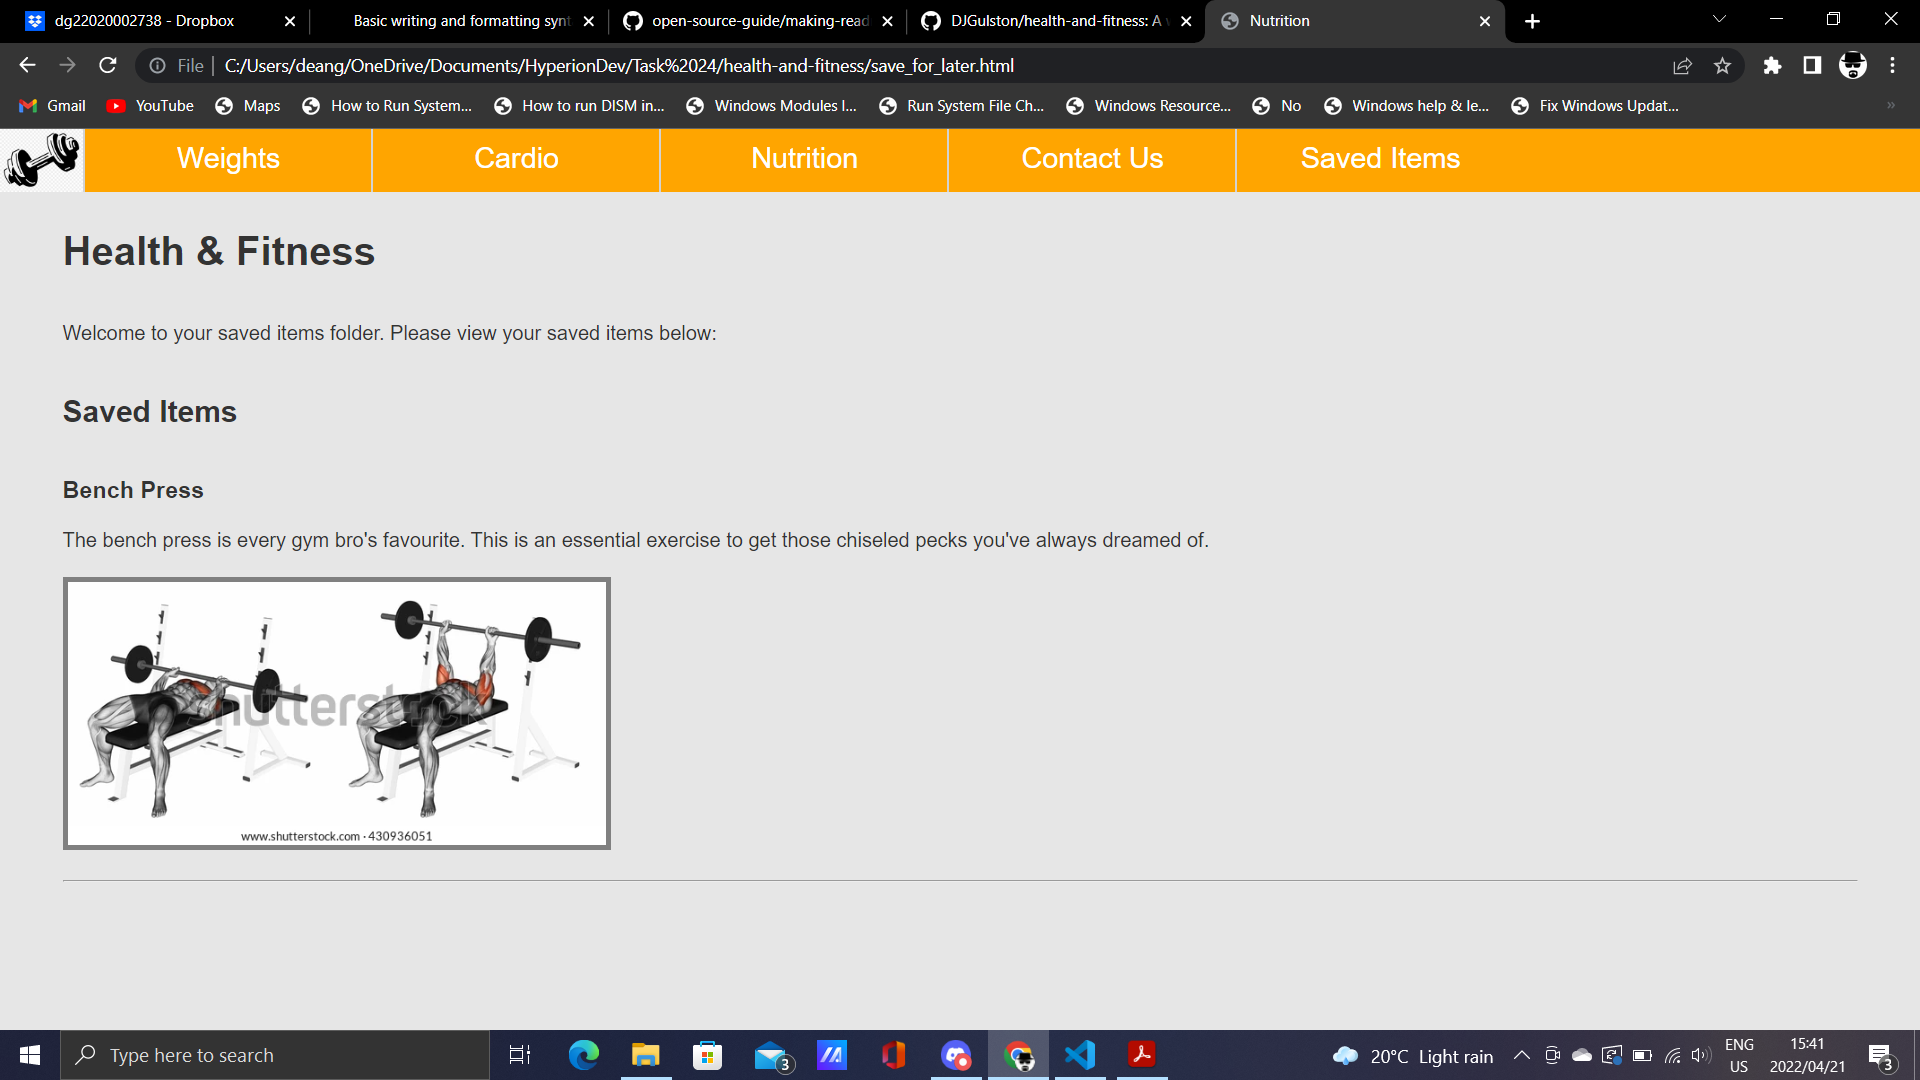 dg22020002738 - Dropbox
Basic writing and formatting synt
open-source-guide/making-read
DJGulston/health-and-fitness: A w
Nutrition
File
C:/Users/deang/OneDrive/Documents/HyperionDev/Task%2024/health-and-fitness/save_for_later.html
Gmail
YouTube
Maps
How to Run System...
How to run DISM in...
Windows Modules I...
Run System File Ch...
Windows Resource...
No
Windows help & le...
Fix Windows Updat...
»
Weights
Cardio
Nutrition
Contact Us
Saved Items
Health & Fitness
Welcome to your saved items folder. Please view your saved items below:
Saved Items
Bench Press
The bench press is every gym bro's favourite. This is an essential exercise to get those chiseled pecks you've always dreamed of.
shutterstock
www.shutterstock.com · 430936051
Type here to search
3
20°C Light rain
ENG
US
15:41
2022/04/21
3